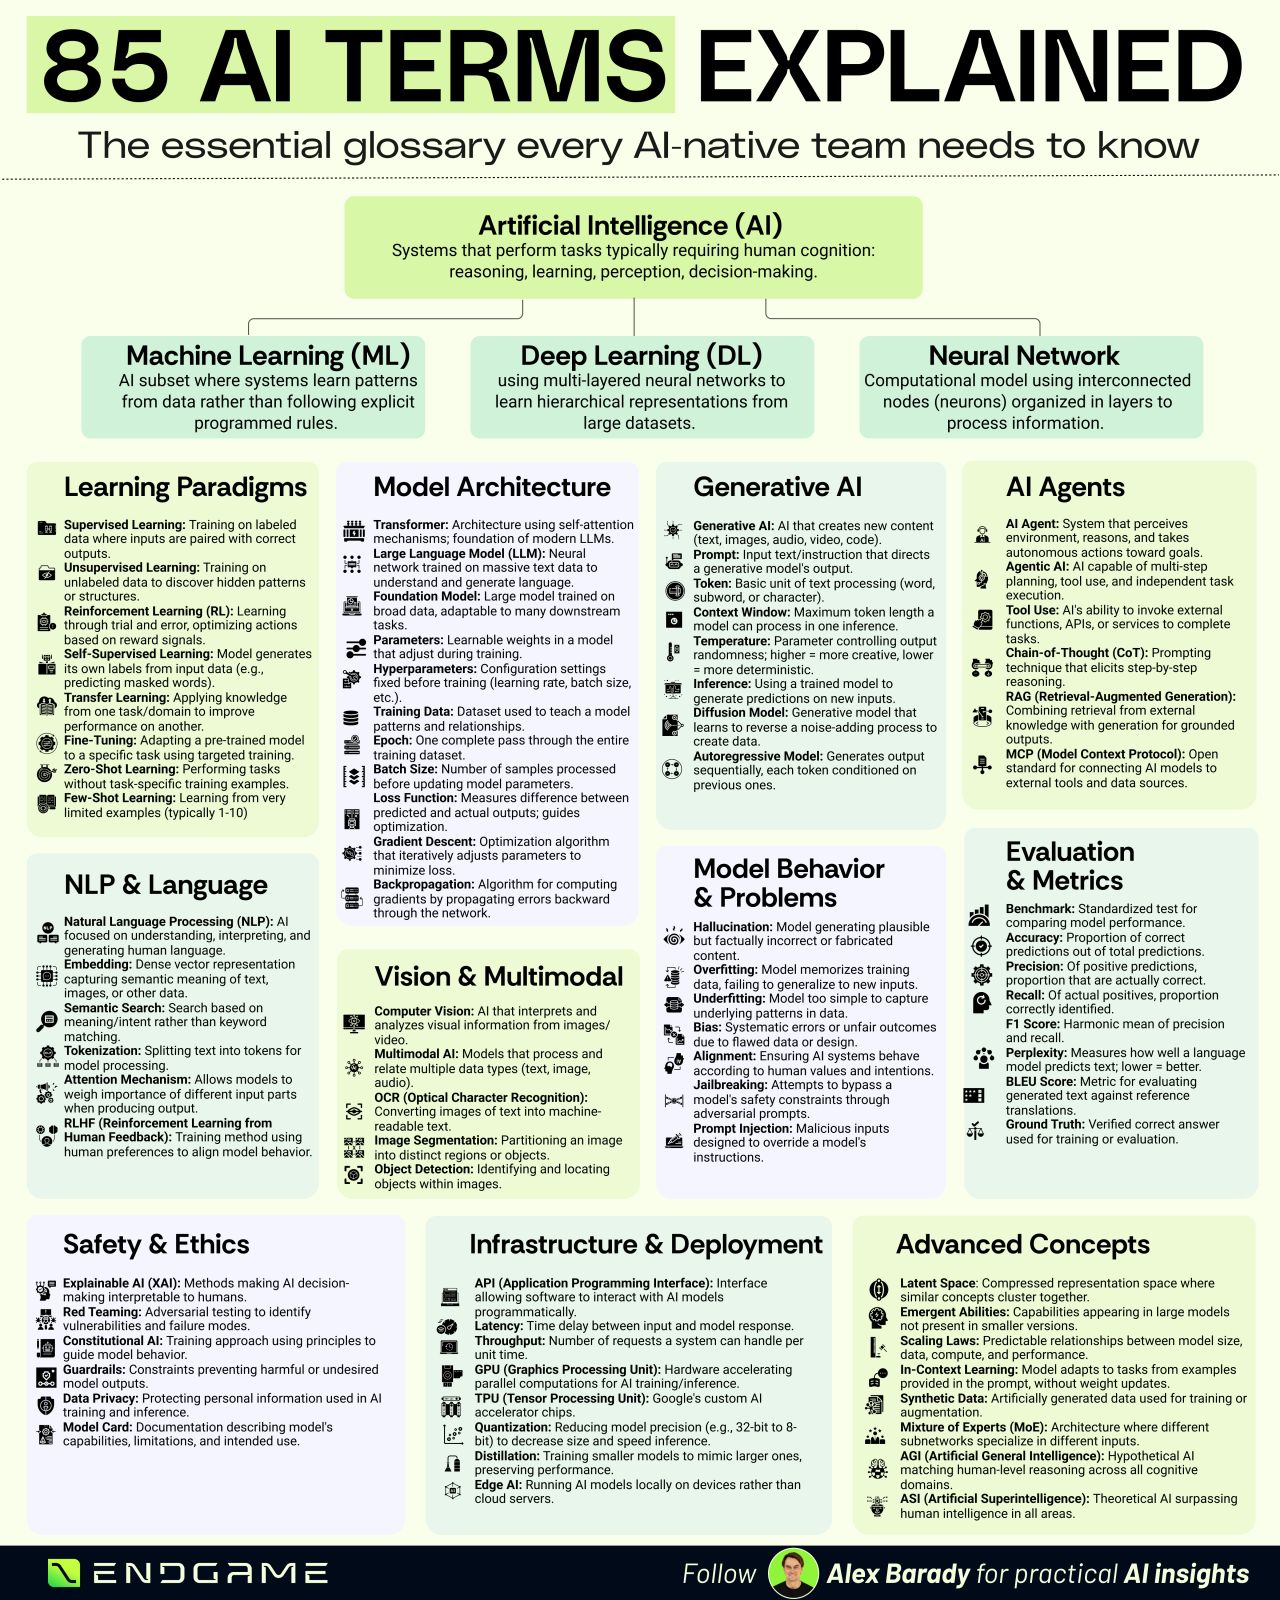 85 AI TERMS EXPLAINED
The essential glossary every AI-native team needs to know
Artificial Intelligence (AI)
Systems that perform tasks typically requiring human cognition:
reasoning, learning, perception, decision-making.
Machine Learning (ML)
AI subset where systems learn patterns
from data rather than following explicit
programmed rules.
Deep Learning (DL)
using multi-layered neural networks to
learn hierarchical representations from
large datasets.
Neural Network
Computational model using interconnected
nodes (neurons) organized in layers to
process information.
Learning Paradigms
Supervised Learning: Training on labeled
data where inputs are paired with correct
outputs.
Unsupervised Learning: Training on
unlabeled data to discover hidden patterns
or structures.
Reinforcement Learning (RL): Learning
through trial and error, optimizing actions
based on reward signals.
Self-Supervised Learning: Model generates
its own labels from input data (e.g.,
predicting masked words).
Transfer Learning: Applying knowledge
from one task/domain to improve
performance on another.
Fine-Tuning: Adapting a pre-trained model
to a specific task using targeted training.
Zero-Shot Learning: Performing tasks
without task-specific training examples.
Few-Shot Learning: Learning from very
limited examples (typically 1-10)
Model Architecture
Transformer: Architecture using self-attention
mechanisms; foundation of modern LLMs.
Large Language Model (LLM): Neural
network trained on massive text data to
understand and generate language.
Foundation Model: Large model trained on
broad data, adaptable to many downstream
tasks.
Parameters: Learnable weights in a model
that adjust during training.
Hyperparameters: Configuration settings
fixed before training (learning rate, batch size,
etc.).
Training Data: Dataset used to teach a model
patterns and relationships.
Epoch: One complete pass through the entire
training dataset.
Batch Size: Number of samples processed
before updating model parameters.
Loss Function: Measures difference between
predicted and actual outputs; guides
optimization.
Gradient Descent: Optimization algorithm
that iteratively adjusts parameters to
minimize loss.
Backpropagation: Algorithm for computing
gradients by propagating errors backward
through the network.
Generative AI
Generative AI: AI that creates new content
(text, images, audio, video, code).
Prompt: Input text/instruction that directs
a generative model's output.
Token: Basic unit of text processing (word,
subword, or character).
Context Window: Maximum token length a
model can process in one inference.
Temperature: Parameter controlling output
randomness; higher = more creative, lower
= more deterministic.
Inference: Using a trained model to
generate predictions on new inputs.
Diffusion Model: Generative model that
learns to reverse a noise-adding process to
create data.
Autoregressive Model: Generates output
sequentially, each token conditioned on
previous ones.
AI Agents
AI Agent: System that perceives
environment, reasons, and takes
autonomous actions toward goals.
Agentic AI: AI capable of multi-step
planning, tool use, and independent task
execution.
Tool Use: AI's ability to invoke external
functions, APIs, or services to complete
tasks.
Chain-of-Thought (CoT): Prompting
technique that elicits step-by-step
reasoning.
RAG (Retrieval-Augmented Generation):
Combining retrieval from external
knowledge with generation for grounded
outputs.
MCP (Model Context Protocol): Open
standard for connecting AI models to
external tools and data sources.
NLP & Language
Natural Language Processing (NLP): AI
focused on understanding, interpreting, and
generating human language.
Embedding: Dense vector representation
capturing semantic meaning of text,
images, or other data.
Semantic Search: Search based on
meaning/intent rather than keyword
matching.
Tokenization: Splitting text into tokens for
model processing.
Attention Mechanism: Allows models to
weigh importance of different input parts
when producing output.
RLHF (Reinforcement Learning from
Human Feedback): Training method using
human preferences to align model behavior.
Vision & Multimodal
Computer Vision: AI that interprets and
analyzes visual information from images/
video.
Multimodal AI: Models that process and
relate multiple data types (text, image,
audio).
OCR (Optical Character Recognition):
Converting images of text into machine-
readable text.
Image Segmentation: Partitioning an image
into distinct regions or objects.
Object Detection: Identifying and locating
objects within images.
Model Behavior
& Problems
Hallucination: Model generating plausible
but factually incorrect or fabricated
content.
Overfitting: Model memorizes training
data, failing to generalize to new inputs.
Underfitting: Model too simple to capture
underlying patterns in data.
Bias: Systematic errors or unfair outcomes
due to flawed data or design.
Alignment: Ensuring AI systems behave
according to human values and intentions.
Jailbreaking: Attempts to bypass a
model's safety constraints through
adversarial prompts.
Prompt Injection: Malicious inputs
designed to override a model's
instructions.
Evaluation
& Metrics
Benchmark: Standardized test for
comparing model performance.
Accuracy: Proportion of correct
predictions out of total predictions.
Precision: Of positive predictions,
proportion that are actually correct.
Recall: Of actual positives, proportion
correctly identified.
F1 Score: Harmonic mean of precision
and recall.
Perplexity: Measures how well a language
model predicts text; lower = better.
BLEU Score: Metric for evaluating
generated text against reference
translations.
Ground Truth: Verified correct answer
used for training or evaluation.
Safety & Ethics
Explainable AI (XAI): Methods making AI decision-
making interpretable to humans.
Red Teaming: Adversarial testing to identify
vulnerabilities and failure modes.
Constitutional AI: Training approach using principles to
guide model behavior.
Guardrails: Constraints preventing harmful or undesired
model outputs.
Data Privacy: Protecting personal information used in AI
training and inference.
Model Card: Documentation describing model's
capabilities, limitations, and intended use.
Infrastructure & Deployment
API (Application Programming Interface): Interface
allowing software to interact with AI models
programmatically.
Latency: Time delay between input and model response.
Throughput: Number of requests a system can handle per
unit time.
GPU (Graphics Processing Unit): Hardware accelerating
parallel computations for AI training/inference.
TPU (Tensor Processing Unit): Google's custom AI
accelerator chips.
Quantization: Reducing model precision (e.g., 32-bit to 8-
bit) to decrease size and speed inference.
Distillation: Training smaller models to mimic larger ones,
preserving performance.
Edge AI: Running AI models locally on devices rather than
cloud servers.
Advanced Concepts
Latent Space: Compressed representation space where
similar concepts cluster together.
Emergent Abilities: Capabilities appearing in large models
not present in smaller versions.
Scaling Laws: Predictable relationships between model size,
data, compute, and performance.
In-Context Learning: Model adapts to tasks from examples
provided in the prompt, without weight updates.
Synthetic Data: Artificially generated data used for training or
augmentation.
Mixture of Experts (MoE): Architecture where different
subnetworks specialize in different inputs.
AGI (Artificial General Intelligence): Hypothetical AI
matching human-level reasoning across all cognitive
domains.
ASI (Artificial Superintelligence): Theoretical AI surpassing
human intelligence in all areas.
ENDGAME
Follow Alex Barady for practical AI insights